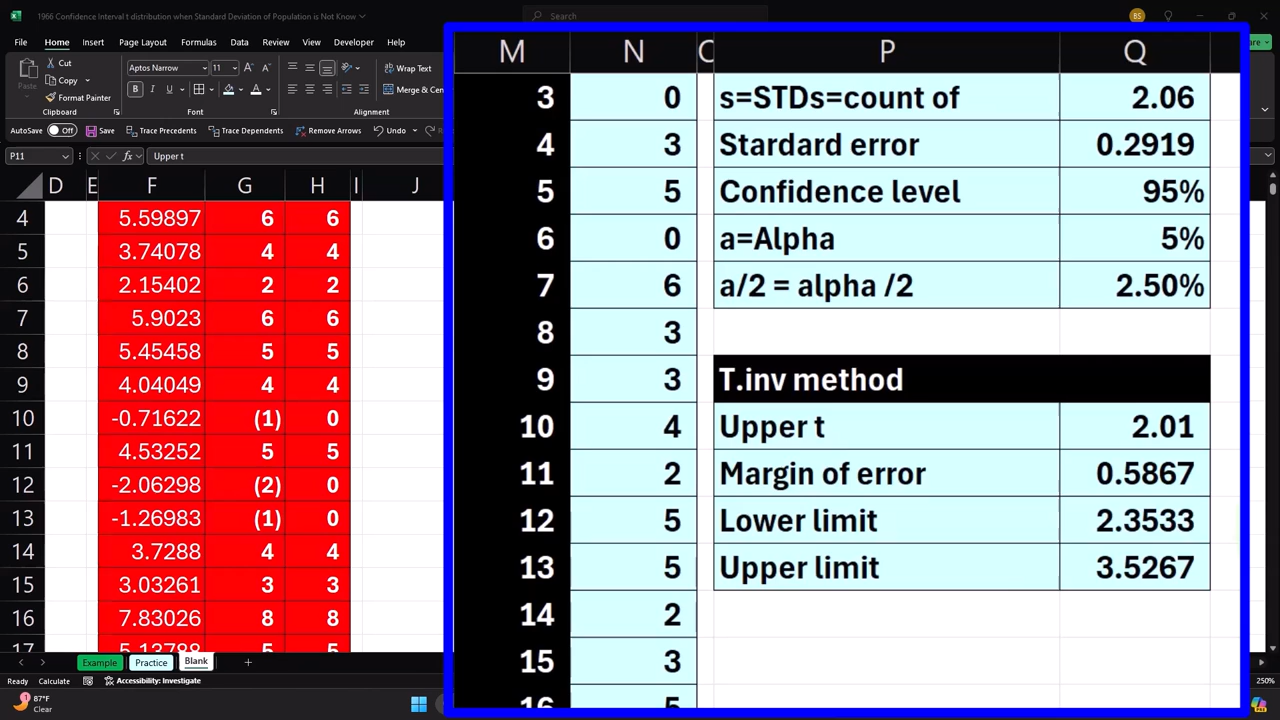 1966 Confidence Interval t distribution when Standard Deviation of Population is Not Know
Search
BS
File Home Insert Page Layout Formulas Data Review View Developer Help
Cut
Copy
Format Painter
Paste
Clipboard
Aptos Narrow 11
B I U
Font
Wrap Text
Merge & Cen
Alignment
AutoSave Off Save Trace Precedents Trace Dependents Remove Arrows Undo
P11 fx Upper t
D E F G H I J
4 5.59897 6 6
5 3.74078 4 4
6 2.15402 2 2
7 5.9023 6 6
8 5.45458 5 5
9 4.04049 4 4
10 -0.71622 (1) 0
11 4.53252 5 5
12 -2.06298 (2) 0
13 -1.26983 (1) 0
14 3.7288 4 4
15 3.03261 3 3
16 7.83026 8 8
17 5.13788 5 5
M N P Q
3 0 s=STDs=count of 2.06
4 3 Stardard error 0.2919
5 5 Confidence level 95%
6 0 a=Alpha 5%
7 6 a/2 = alpha /2 2.50%
8 3
9 3 T.inv method
10 4 Upper t 2.01
11 2 Margin of error 0.5867
12 5 Lower limit 2.3533
13 5 Upper limit 3.5267
14 2
15 3
16 5
Example Practice Blank
Ready Calculate Accessibility: Investigate 250%
87°F
Clear